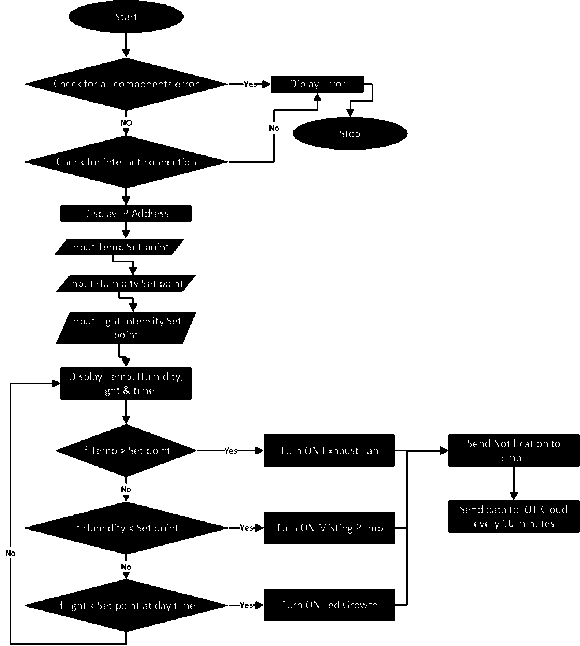 Start
Check for all components error
Yes
Display Error
NO
No
Stop
Check for internet connection
Display IP Address
Input Temp Set point
Input Humidity Set point
Input Light Intensity Set
point
Display Temp, Humidity,
light & time
If Temp > Set point
Yes
Turn ON Exhaust Fan
Send Notification to
email
No
If Humidity < Set point
Yes
Turn ON Misting Pump
Send data to IOT Cloud
every 10 minutes
No
No
If light < Set point at day time
Yes
Turn ON Led Growth